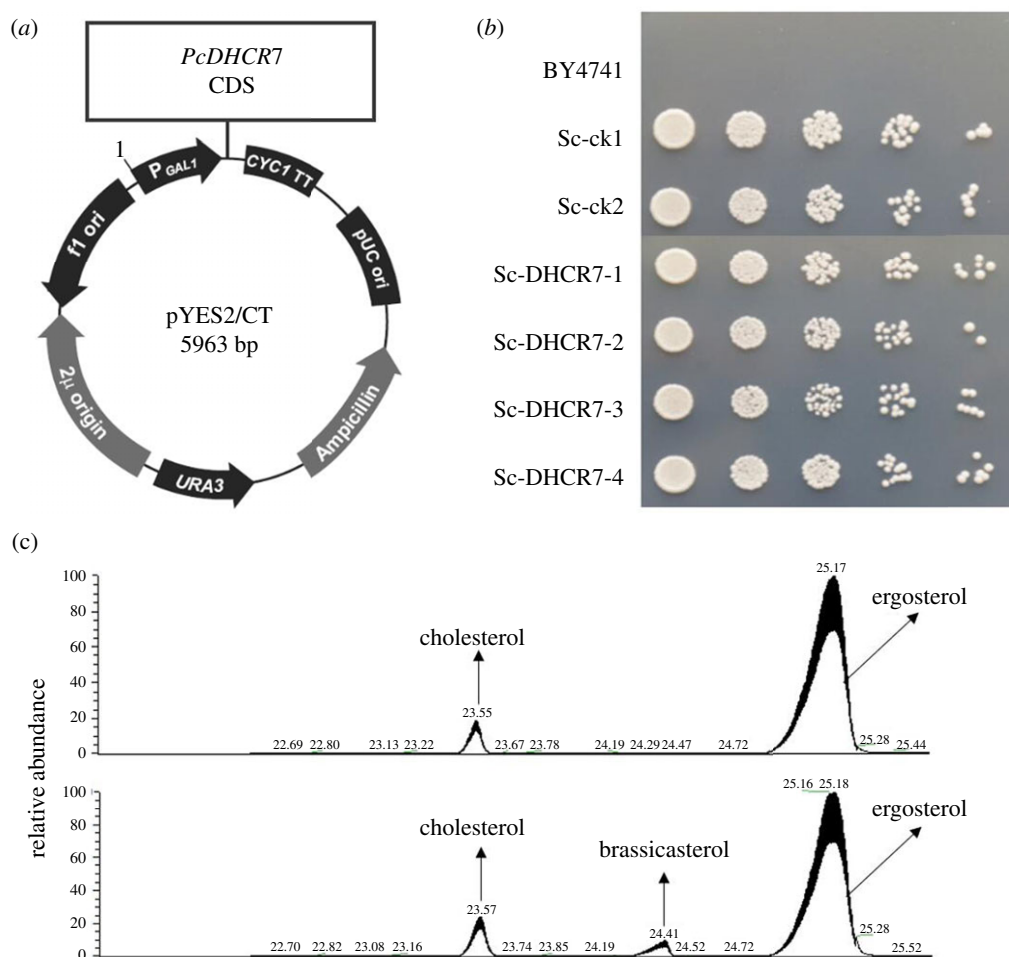 (a)
PcDHCR7
CDS
1
P GAL1
CYC1 TT
f1 ori
pUC ori
pYES2/CT
5963 bp
2μ origin
Ampicillin
URA3
(b)
BY4741
Sc-ck1
Sc-ck2
Sc-DHCR7-1
Sc-DHCR7-2
Sc-DHCR7-3
Sc-DHCR7-4
(c)
relative abundance
100
80
60
40
20
0
cholesterol
25.17
ergosterol
23.55
22.69 22.80 23.13 23.22 23.67 23.78 24.19 24.29 24.47 24.72 25.28 25.44
100
80
60
40
20
0
cholesterol
brassicasterol
25.16 25.18
ergosterol
23.57
24.41
22.70 22.82 23.08 23.16 23.74 23.85 24.19 24.52 24.72 25.28 25.52